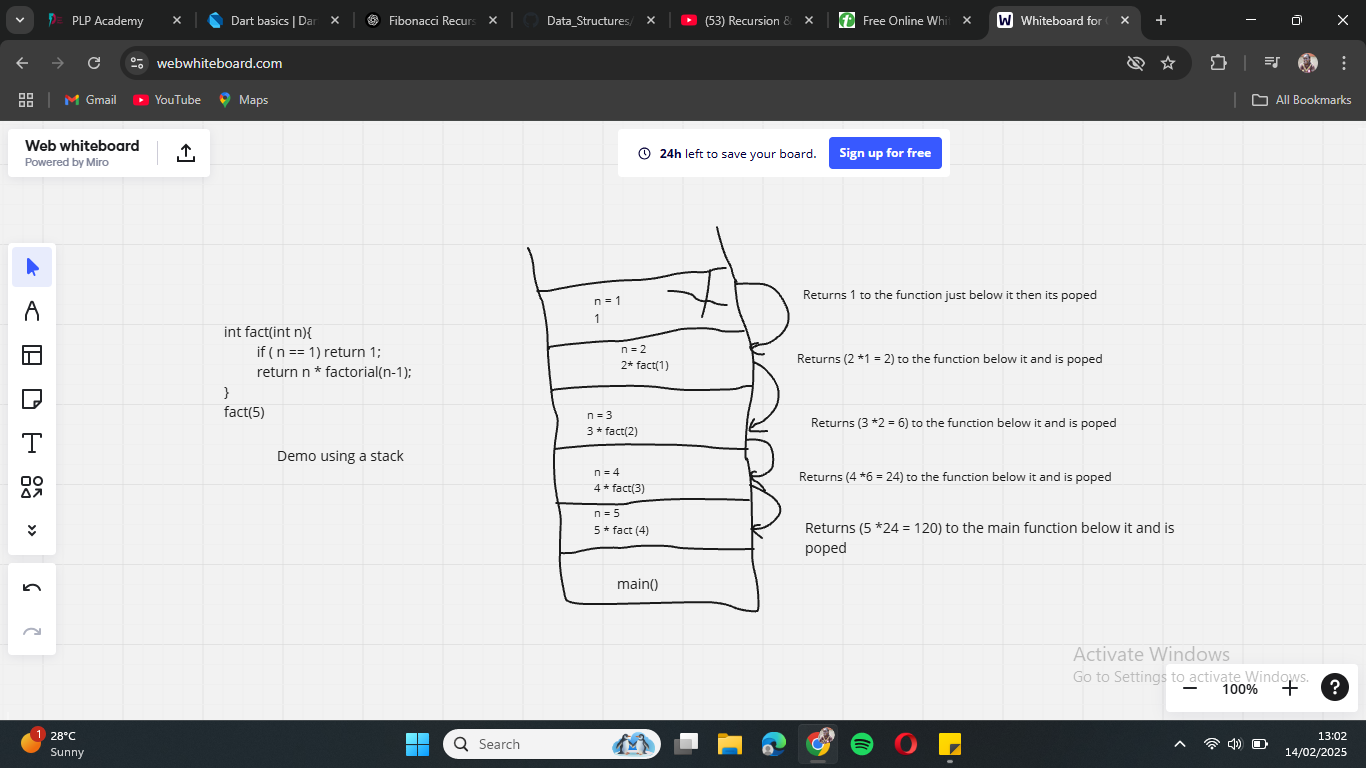 PLP Academy
Dart basics | Dar
Fibonacci Recurs
Data_Structures/
(53) Recursion &
Free Online Whi
Whiteboard for
webwhiteboard.com
Gmail
YouTube
Maps
All Bookmarks
Web whiteboard
Powered by Miro
24h left to save your board.
Sign up for free
int fact(int n){
if ( n == 1) return 1;
return n * factorial(n-1);
}
fact(5)
Demo using a stack
n = 1
1
n = 2
2* fact(1)
n = 3
3 * fact(2)
n = 4
4 * fact(3)
n = 5
5 * fact (4)
main()
Returns 1 to the function just below it then its poped
Returns (2 *1 = 2) to the function below it and is poped
Returns (3 *2 = 6) to the function below it and is poped
Returns (4 *6 = 24) to the function below it and is poped
Returns (5 *24 = 120) to the main function below it and is
poped
Activate Windows
Go to Settings to activate Windows.
100%
1
28°C
Sunny
Search
13:02
14/02/2025